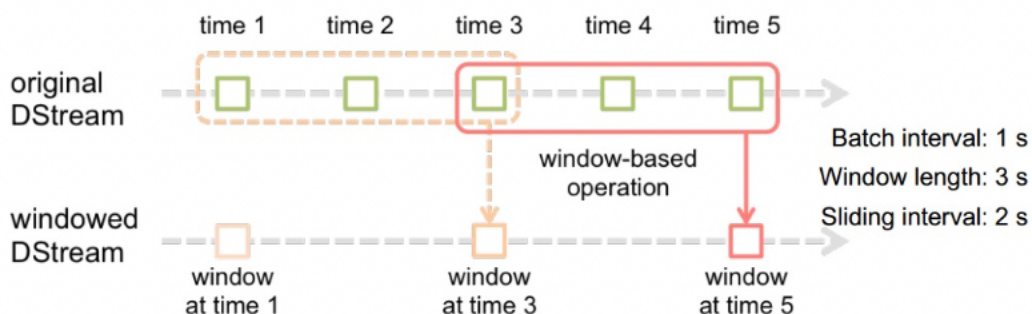 time 1 time 2 time 3 time 4 time 5
original
DStream
Batch interval: 1 s
window-based
operation
Window length: 3 s
Sliding interval: 2 s
windowed
DStream
window
at time 1
window
at time 3
window
at time 5